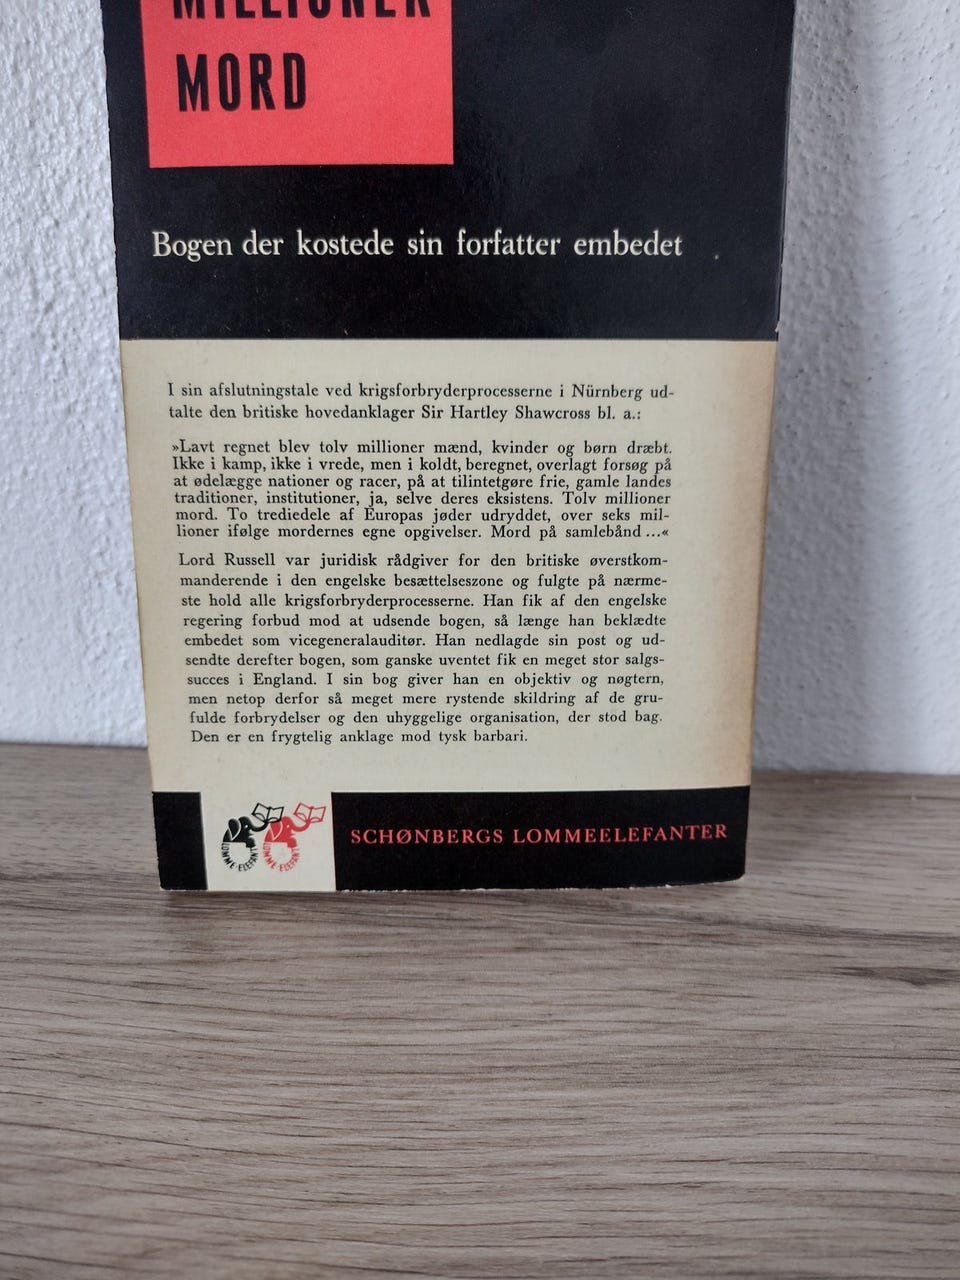 MILLIONER
MORD
Bogen der kostede sin forfatter embedet
I sin afslutningstale ved krigsforbryderprocesserne i Nürnberg ud-
talte den britiske hovedanklager Sir Hartley Shawcross bl. a.:
»Lavt regnet blev tolv millioner mænd, kvinder og børn dræbt.
Ikke i kamp, ikke i vrede, men i koldt, beregnet, overlagt forsøg på
at ødelægge nationer og racer, på at tilintetgøre frie, gamle landes
traditioner, institutioner, ja, selve deres eksistens. Tolv millioner
mord. To trediedele af Europas jøder udryddet, over seks mil-
lioner ifølge mordernes egne opgivelser. Mord på samlebånd ...«
Lord Russell var juridisk rådgiver for den britiske øverstkom-
manderende i den engelske besættelseszone og fulgte på nærme-
ste hold alle krigsforbryderprocesserne. Han fik af den engelske
regering forbud mod at udsende bogen, så længe han beklædte
embedet som vicegeneralauditør. Han nedlagde sin post og ud-
sendte derefter bogen, som ganske uventet fik en meget stor salgs-
succes i England. I sin bog giver han en objektiv og nøgtern,
men netop derfor så meget mere rystende skildring af de gru-
fulde forbrydelser og den uhyggelige organisation, der stod bag.
Den er en frygtelig anklage mod tysk barbari.
LOMME-ELEFANT LOMME-ELEFANT
SCHØNBERGS LOMMEELEFANTER